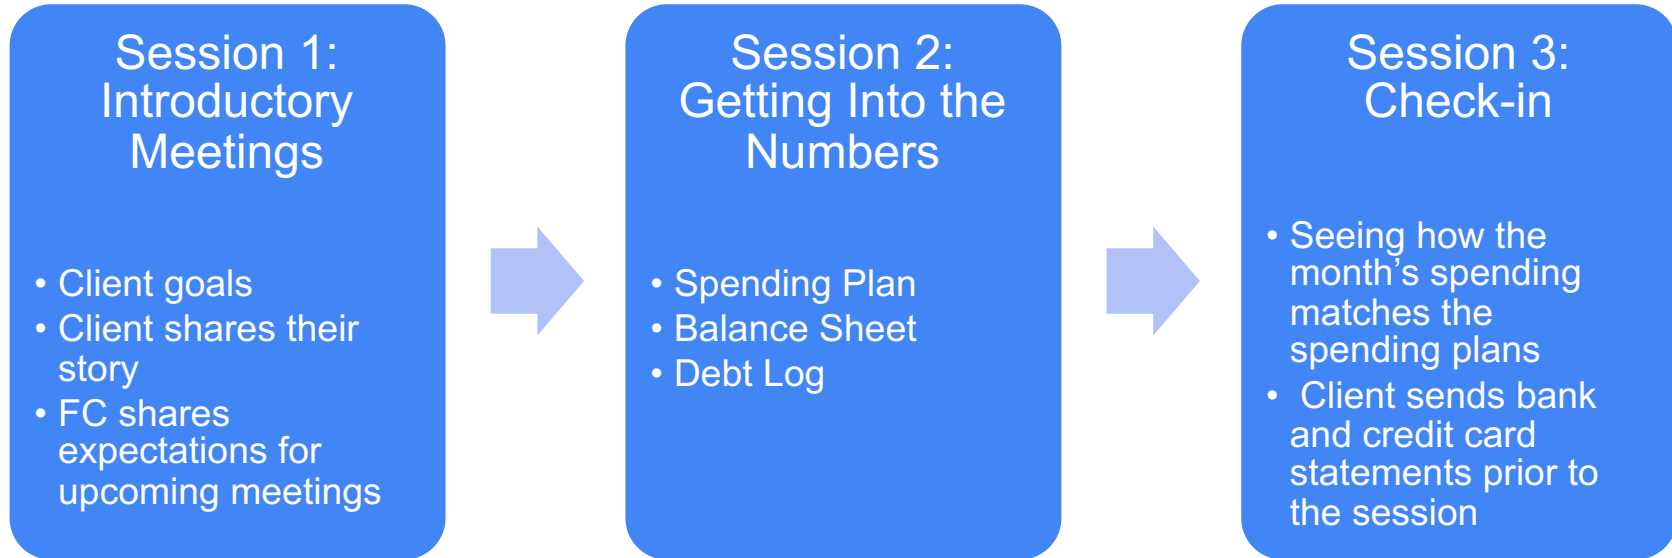 Session 1:
Introductory
Meetings
• Client goals
• Client shares their
story
• FC shares
expectations for
upcoming meetings
Session 2:
Getting Into the
Numbers
• Spending Plan
• Balance Sheet
• Debt Log
Session 3:
Check-in
• Seeing how the
month’s spending
matches the
spending plans
• Client sends bank
and credit card
statements prior to
the session